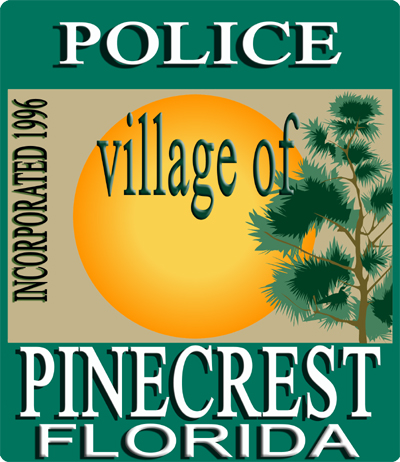 POLICE
INCORPORATED 1996
village of
PINECREST
FLORIDA